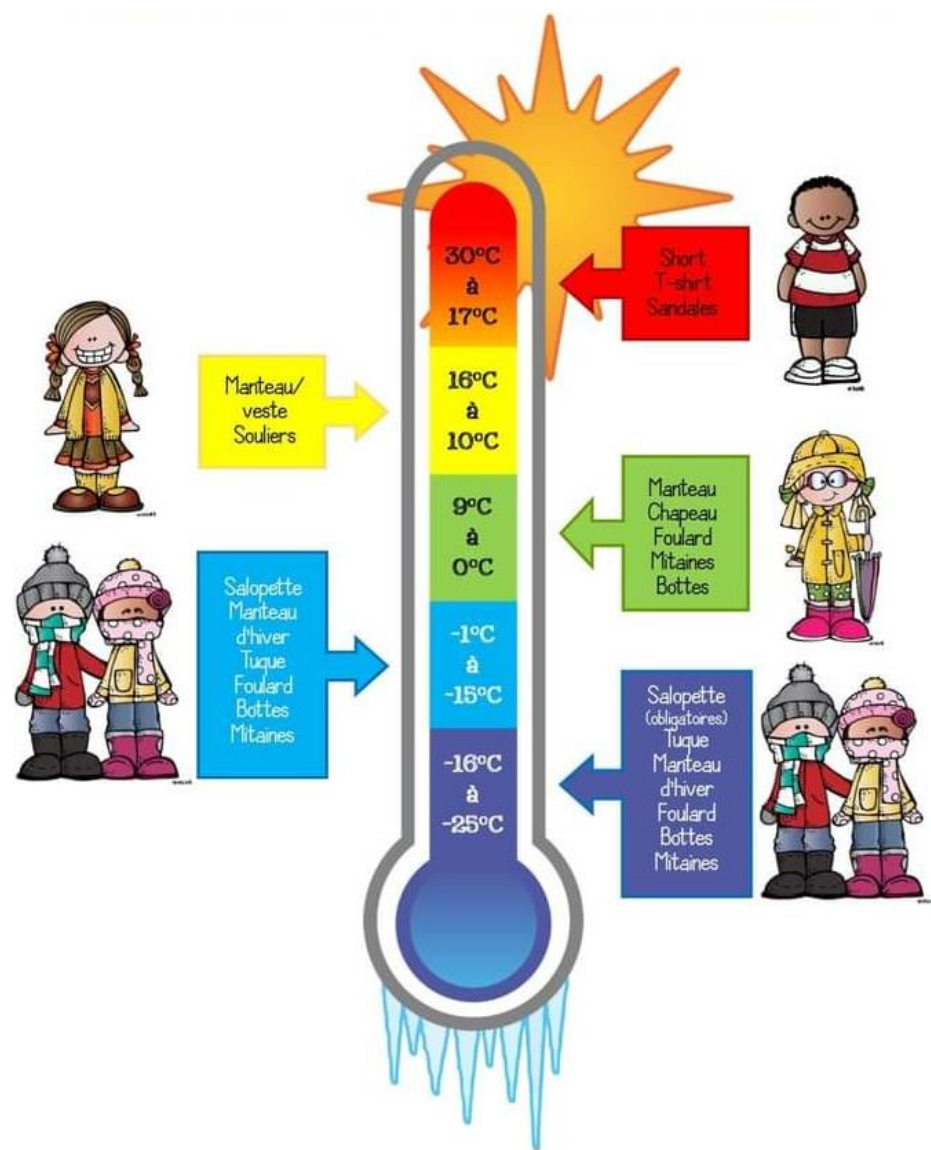 30°C
à
17°C
Short
T-shirt
Sandales
Manteau/
veste
Souliers
16°C
à
10°C
9°C
à
0°C
Manteau
Chapeau
Foulard
Mitaines
Bottes
Salopette
Manteau
d'hiver
Tuque
Foulard
Bottes
Mitaines
-1°C
à
-15°C
-16°C
à
-25°C
Salopette
(obligatoires)
Tuque
Manteau
d'hiver
Foulard
Bottes
Mitaines